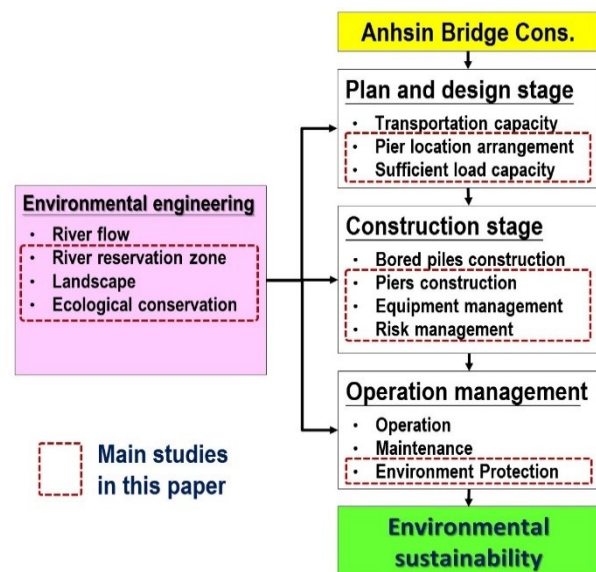 Anhsin Bridge Cons.
Plan and design stage
• Transportation capacity
• Pier location arrangement
• Sufficient load capacity
Environmental engineering
• River flow
• River reservation zone
• Landscape
• Ecological conservation
Construction stage
• Bored piles construction
• Piers construction
• Equipment management
• Risk management
Operation management
• Operation
• Maintenance
• Environment Protection
Main studies
in this paper
Environmental
sustainability